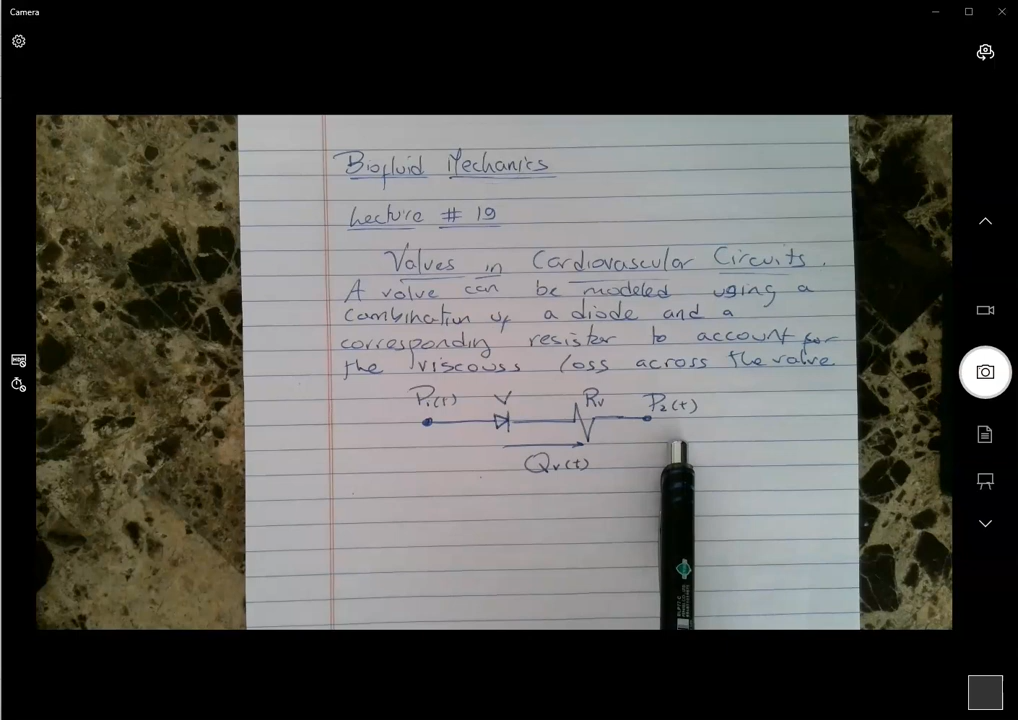 Camera
Biofluid Mechanics
Lecture # 19
Valves in Cardiovascular Circuits.
A valve can be modeled using a
combination of a diode and a
corresponding resistor to account for
the viscouss loss across the valve
P₁(t) V Rv P₂(t)
Qv(t)